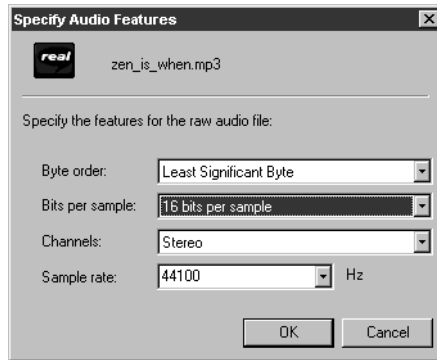 Specify Audio Features
real
zen_is_when.mp3
Specify the features for the raw audio file:
Byte order: Least Significant Byte
Bits per sample: 16 bits per sample
Channels: Stereo
Sample rate: 44100 Hz
OK Cancel